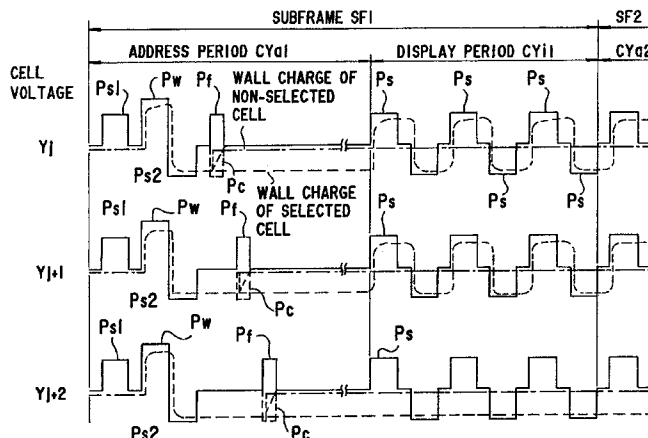 SUBFRAME SF1
SF2
ADDRESS PERIOD CYa1
DISPLAY PERIOD CYi1
CYa2
CELL
VOLTAGE
Ps1
Pw
Pf
WALL CHARGE OF
NON-SELECTED
CELL
Ps
Ps
Ps
Yj
Ps2
Pc
WALL CHARGE
OF SELECTED
CELL
Ps
Ps
Ps1
Pw
Pf
Ps
Yj+1
Ps2
Pc
Ps1
Pw
Pf
Ps
Yj+2
Ps2
Pc